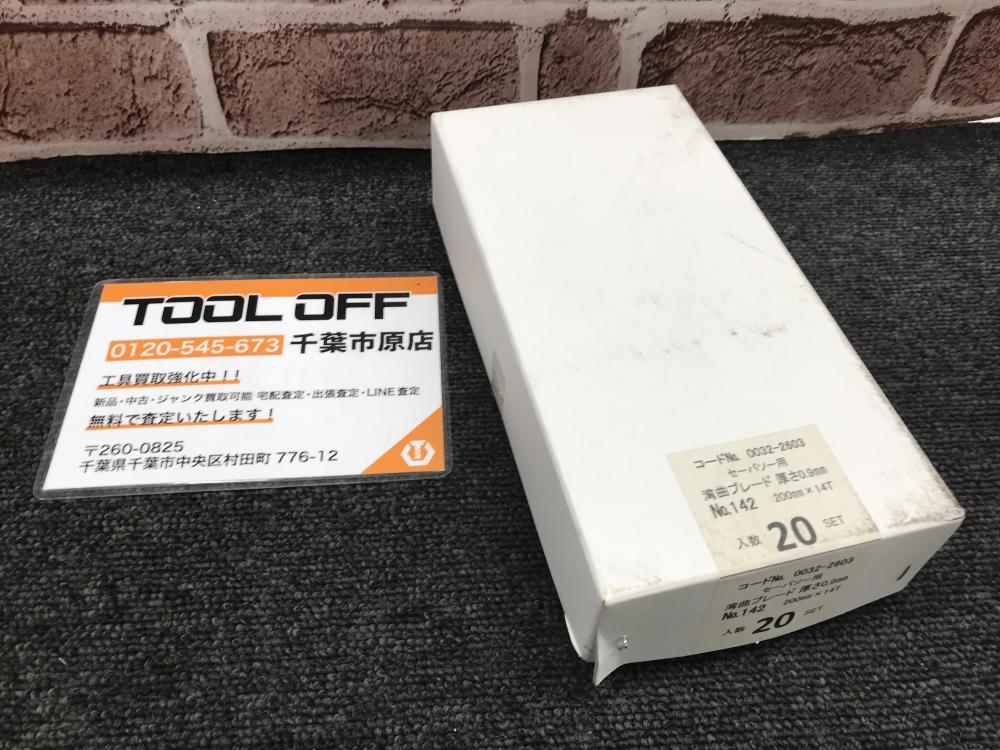 TOOL OFF
0120-545-673 千葉市原店
工具買取強化中！！
新品・中古・ジャンク買取可能 宅配査定・出張査定・LINE査定
無料で査定いたします！
〒260-0825
千葉県千葉市中央区村田町 776-12
コード№ 0032-2603
セーバソー用
湾曲ブレード 厚さ0.9mm
No.142 200mm×14T
入数 20 SET
コード№ 0032-2603
セーバソー用
湾曲ブレード 厚さ0.9mm
No.142 200mm×14T
入数 20 SET